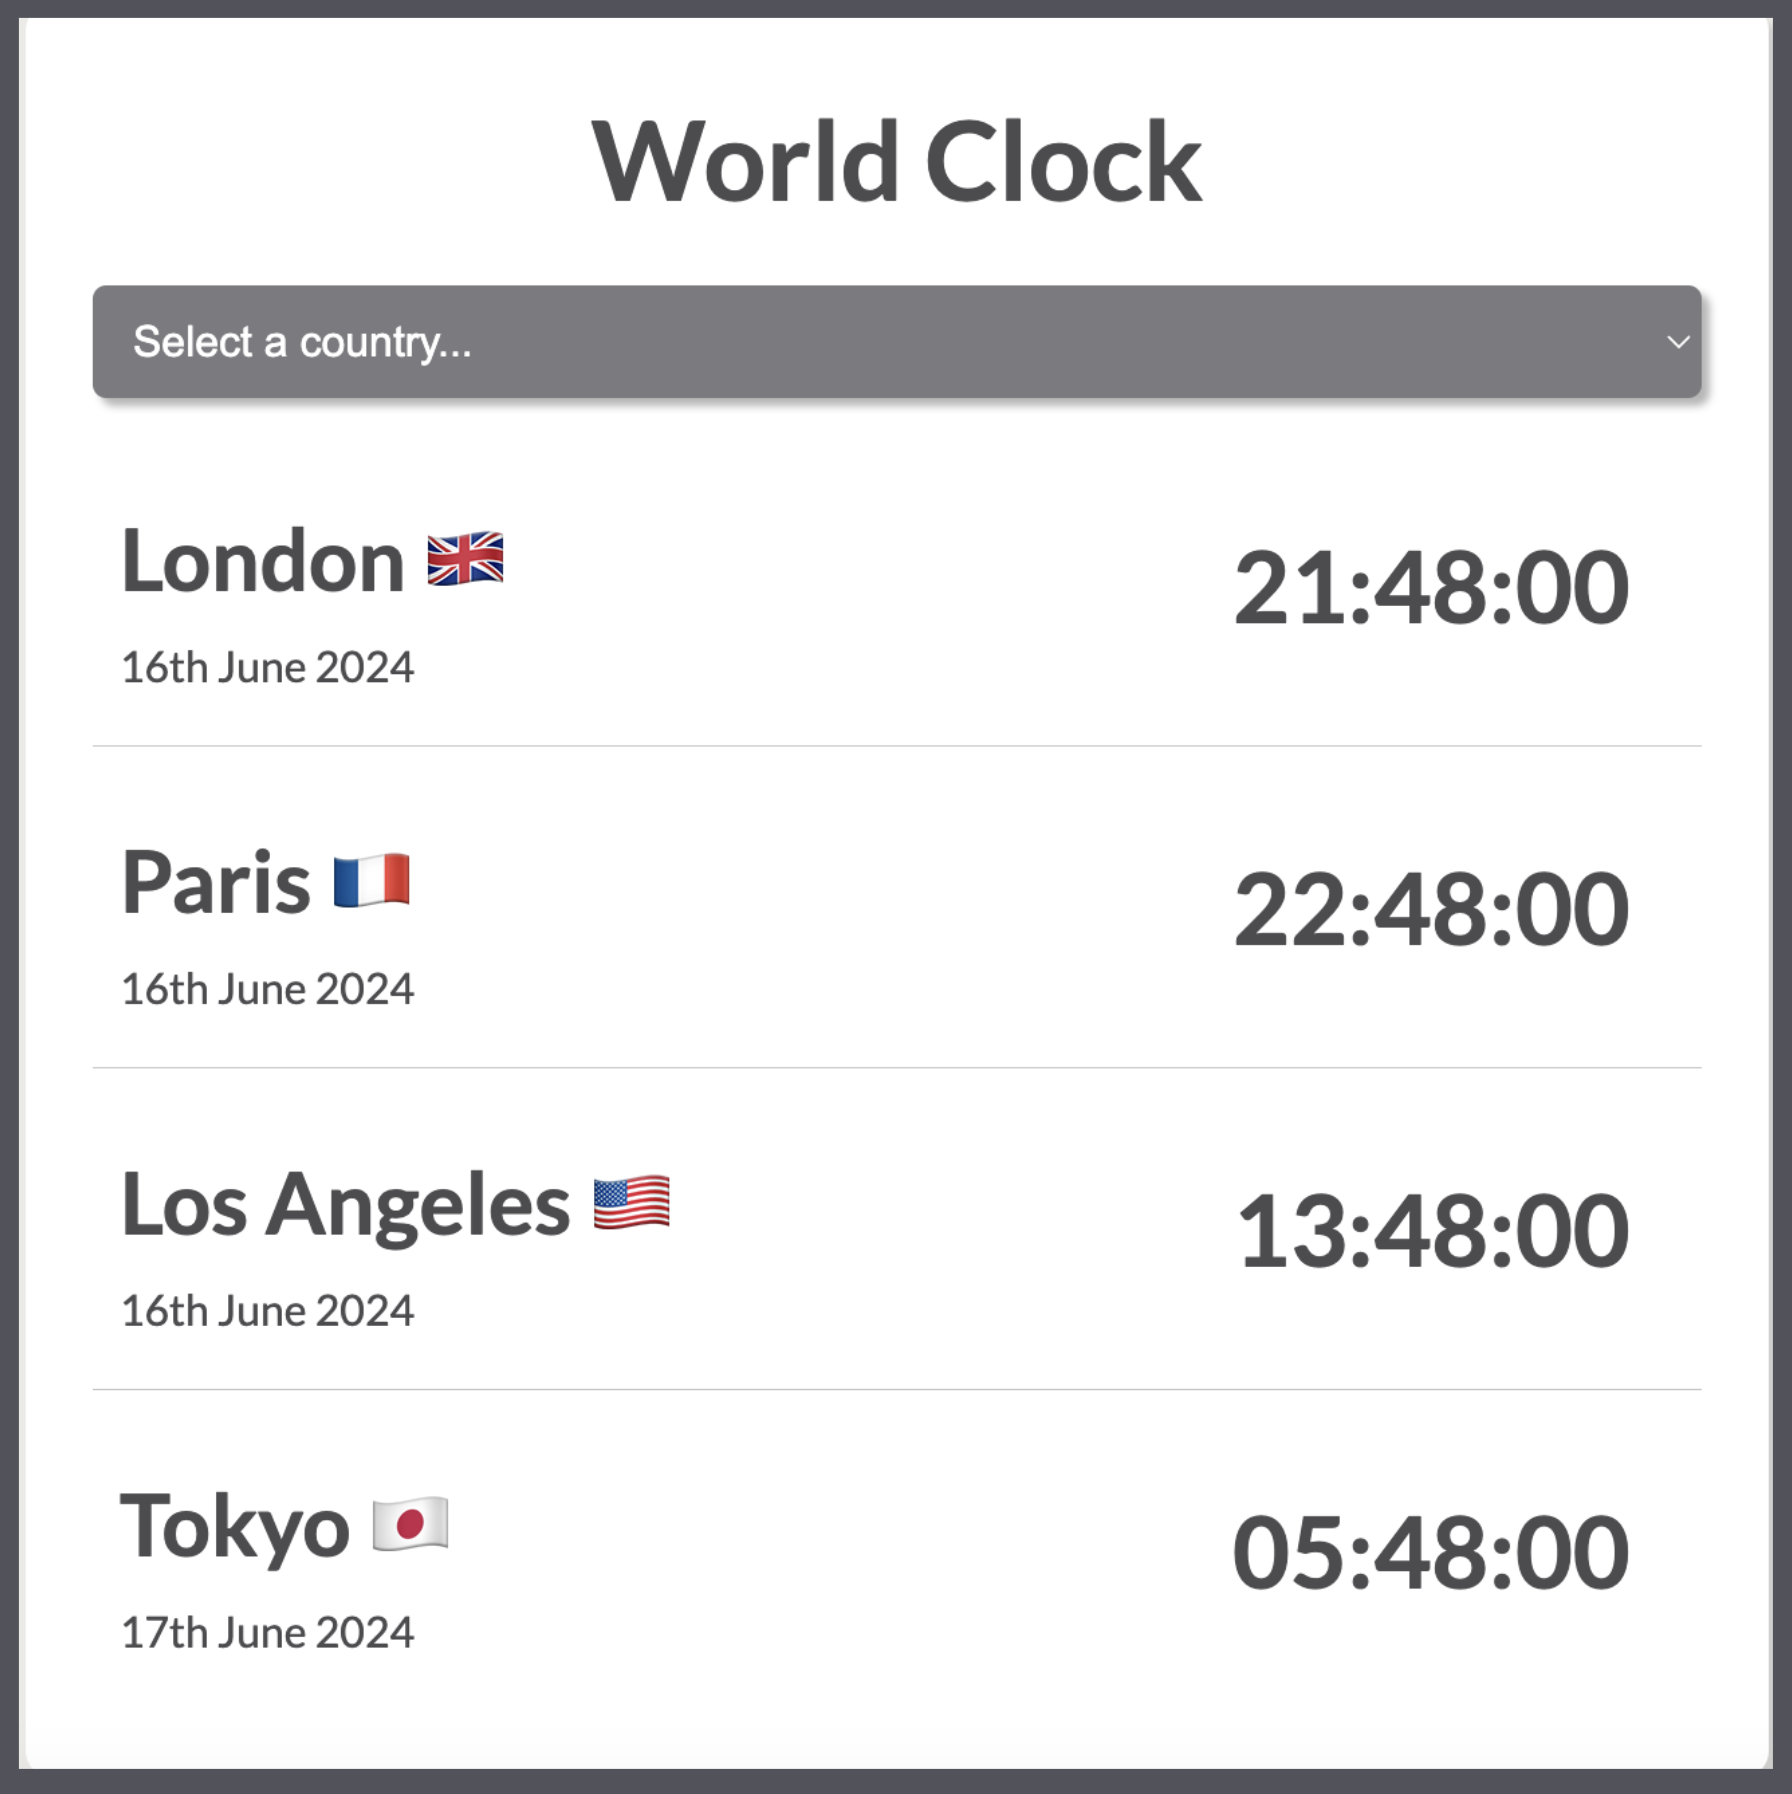 World Clock
Select a country...
London 🇬🇧
21:48:00
16th June 2024
Paris 🇫🇷
22:48:00
16th June 2024
Los Angeles 🇺🇸
13:48:00
16th June 2024
Tokyo 🇯🇵
05:48:00
17th June 2024